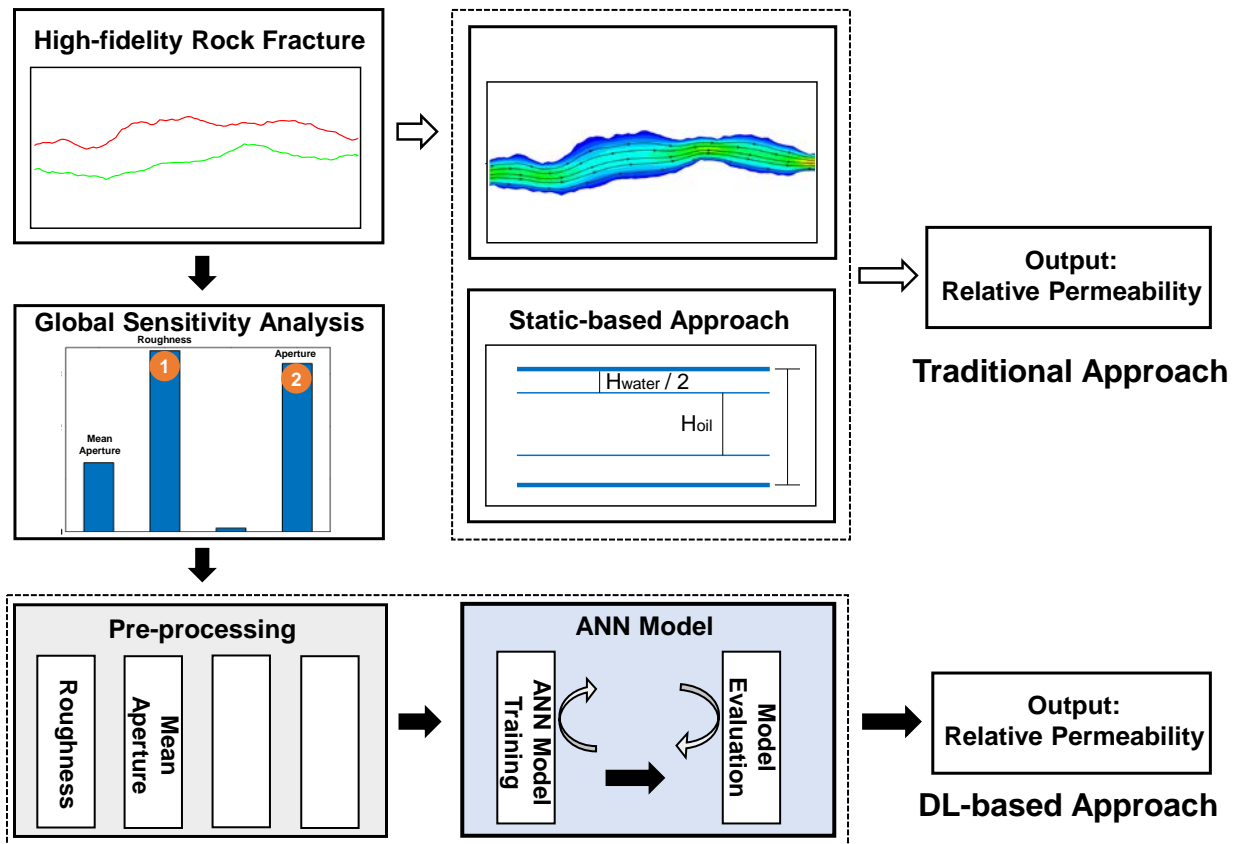 High-fidelity Rock Fracture
Global Sensitivity Analysis
Roughness
1
Aperture
2
Mean
Aperture
Static-based Approach
Hwater / 2
Hoil
Output:
Relative Permeability
Traditional Approach
Pre-processing
Roughness
Mean
Aperture
ANN Model
ANN Model
Training
Model
Evaluation
Output:
Relative Permeability
DL-based Approach